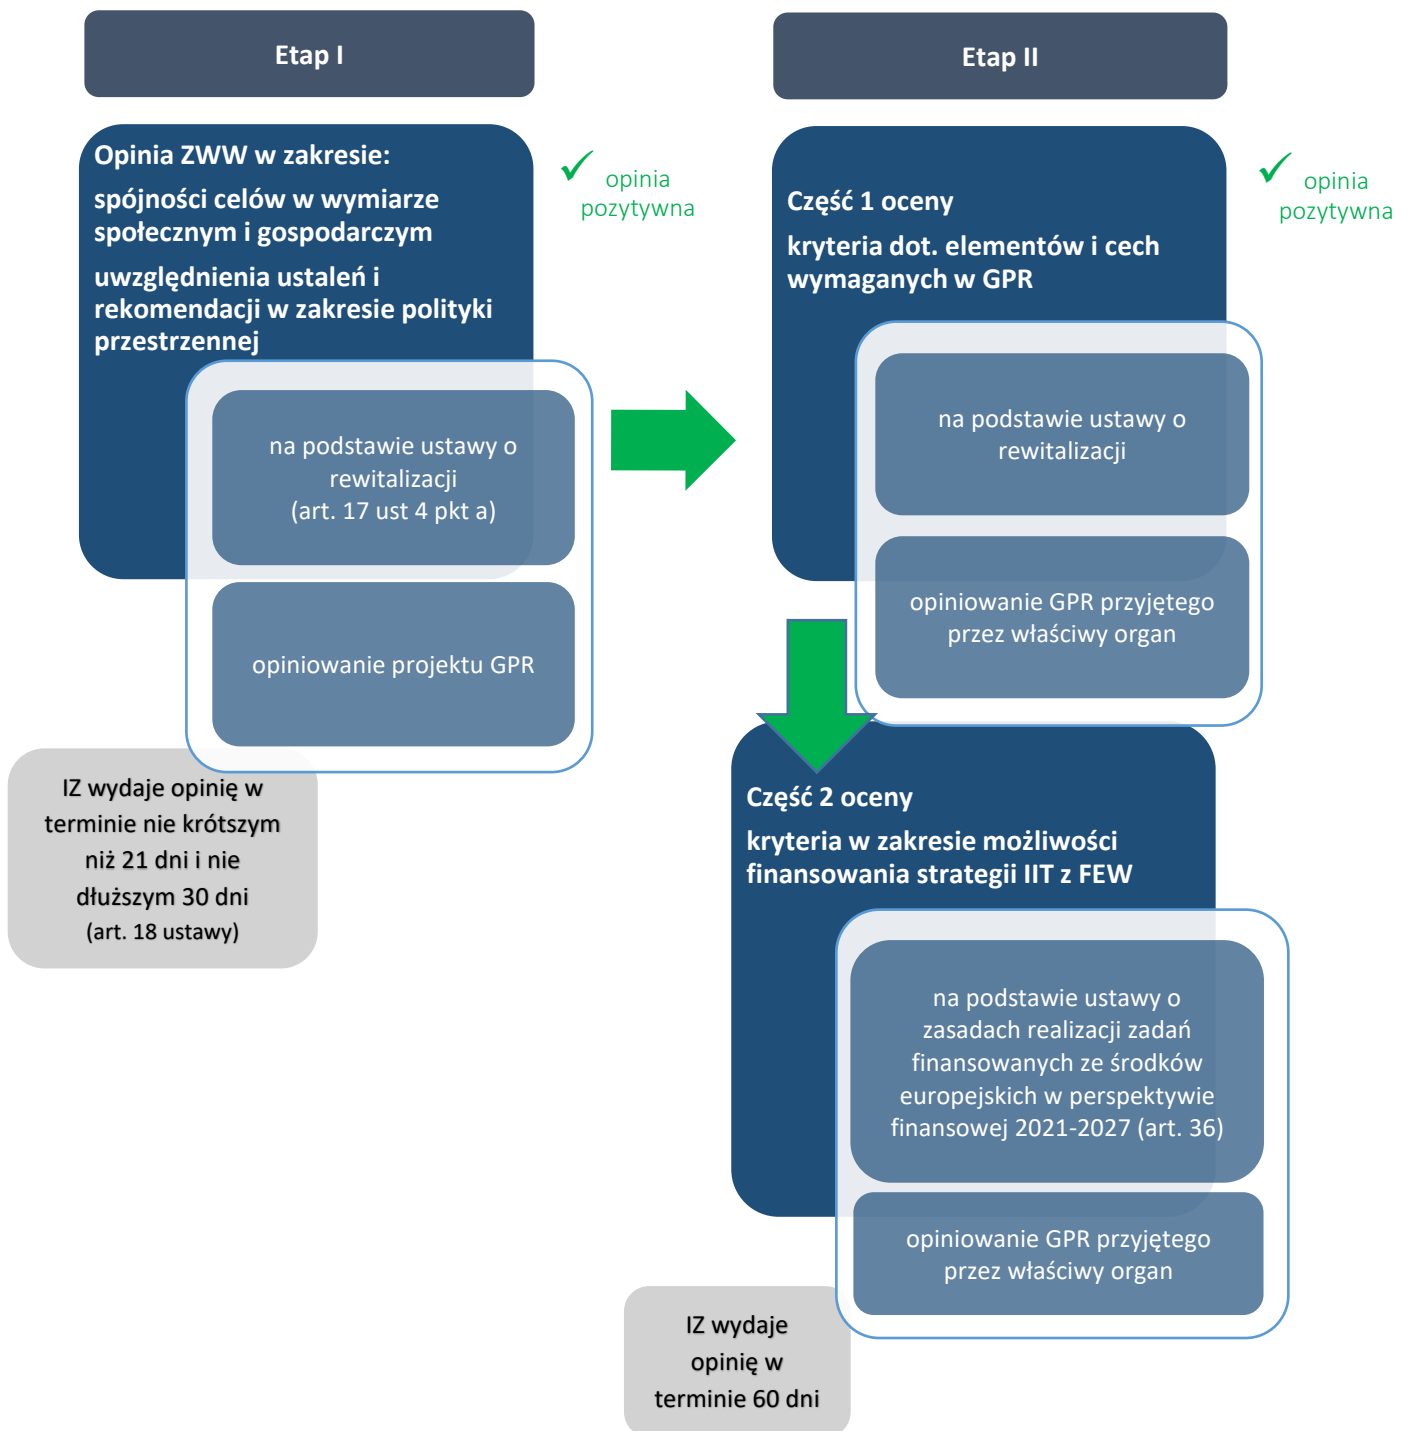 Etap I
Opinia ZWW w zakresie:
spójności celów w wymiarze
społecznym i gospodarczym
uwzględnienia ustaleń i
rekomendacji w zakresie polityki
przestrzennej
opinia
pozytywna
na podstawie ustawy o
rewitalizacji
(art. 17 ust 4 pkt a)
opiniowanie projektu GPR
IZ wydaje opinię w
terminie nie krótszym
niż 21 dni i nie
dłuższym 30 dni
(art. 18 ustawy)
Etap II
Część 1 oceny
kryteria dot. elementów i cech
wymaganych w GPR
opinia
pozytywna
na podstawie ustawy o
rewitalizacji
opiniowanie GPR przyjętego
przez właściwy organ
Część 2 oceny
kryteria w zakresie możliwości
finansowania strategii IIT z FEW
na podstawie ustawy o
zasadach realizacji zadań
finansowanych ze środków
europejskich w perspektywie
finansowej 2021-2027 (art. 36)
opiniowanie GPR przyjętego
przez właściwy organ
IZ wydaje
opinię w
terminie 60 dni